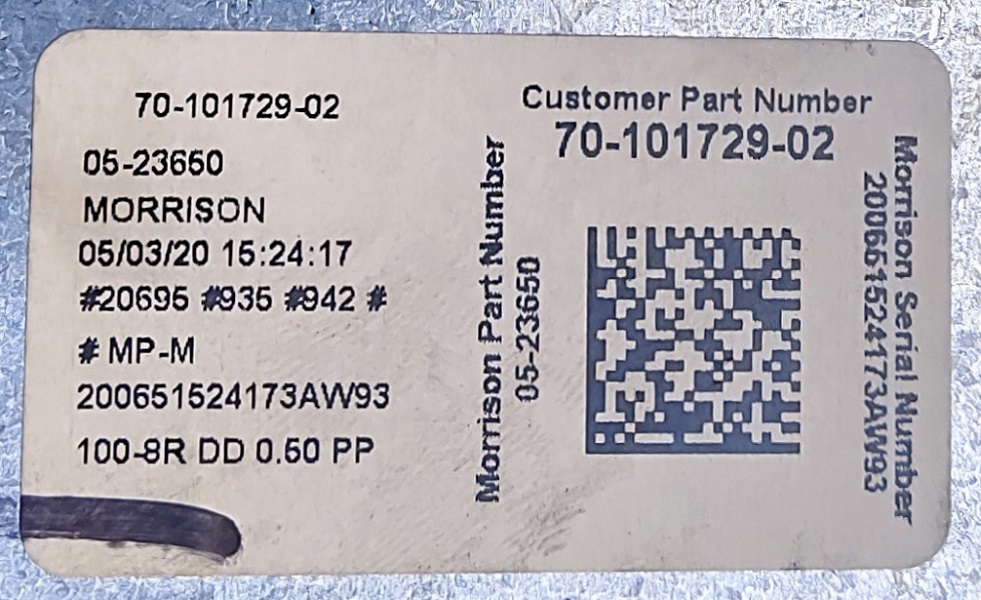 70-101729-02
05-23650
MORRISON
05/03/20 15:24:17
#20695 #935 #942 #
# MP-M
200651524173AW93
100-8R DD 0.50 PP
Customer Part Number
70-101729-02
Morrison Part Number
05-23650
Morrison Serial Number
200651524173AW93